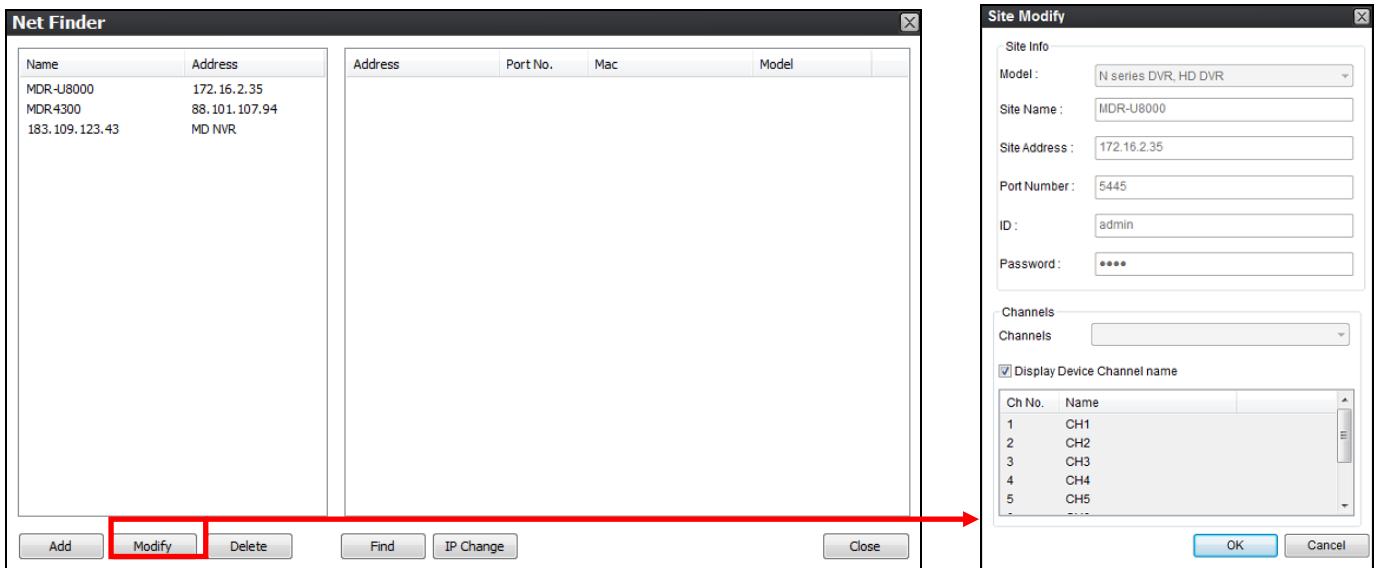 Net Finder
Name Address
MDR-U8000 172.16.2.35
MDR4300 88.101.107.94
183.109.123.43 MD NVR
Address Port No. Mac Model
Add Modify Delete Find IP Change Close
Site Modify
Site Info
Model : N series DVR, HD DVR
Site Name : MDR-U8000
Site Address : 172.16.2.35
Port Number : 5445
ID : admin
Password : ●●●●
Channels
Channels
Display Device Channel name
Ch No. Name
1 CH1
2 CH2
3 CH3
4 CH4
5 CH5
OK Cancel